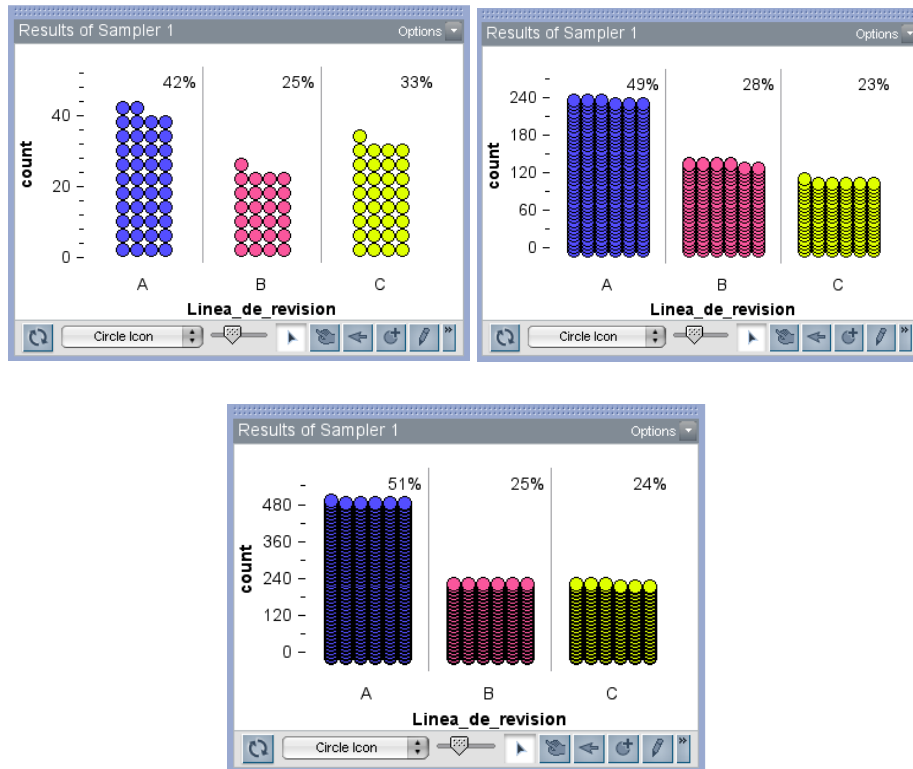 Results of Sampler 1 Options
42% 25% 33%
40
20
0
count
A B C
Linea_de_revision
Circle Icon
Results of Sampler 1 Options
49% 28% 23%
240
180
120
60
0
count
A B C
Linea_de_revision
Circle Icon
Results of Sampler 1 Options
51% 25% 24%
480
360
240
120
0
count
A B C
Linea_de_revision
Circle Icon